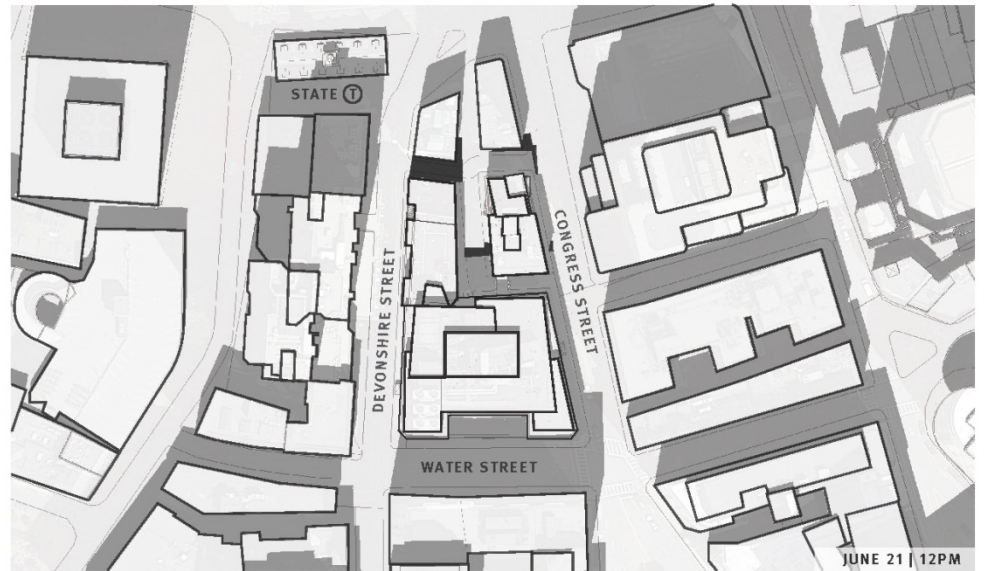 STATE T
DEVONSHIRE STREET
CONGRESS STREET
WATER STREET
JUNE 21 | 12PM